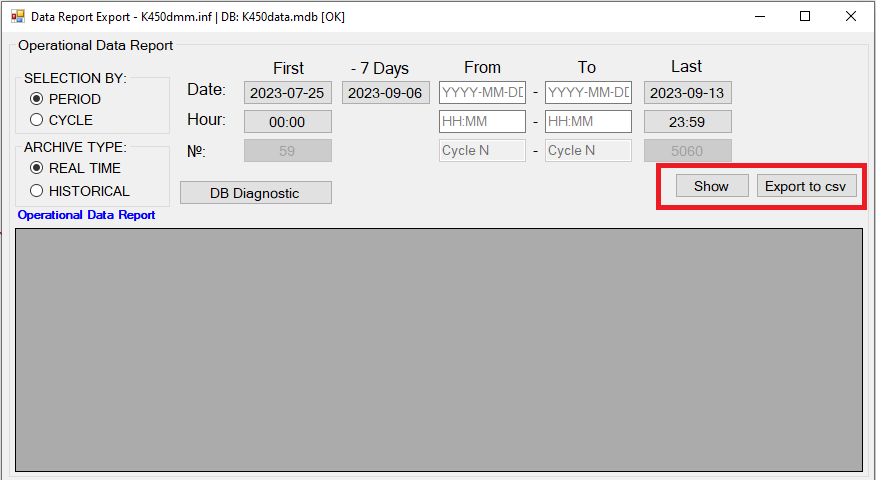 Data Report Export - K450dmm.inf | DB: K450data.mdb [OK]
Operational Data Report
First - 7 Days From To Last
SELECTION BY:
PERIOD
CYCLE
Date: 2023-07-25 2023-09-06 YYYY-MM-DD - YYYY-MM-DD 2023-09-13
Hour: 00:00 HH:MM - HH:MM 23:59
№: 59 Cycle N - Cycle N 5060
ARCHIVE TYPE:
REAL TIME
HISTORICAL
DB Diagnostic Show Export to csv
Operational Data Report